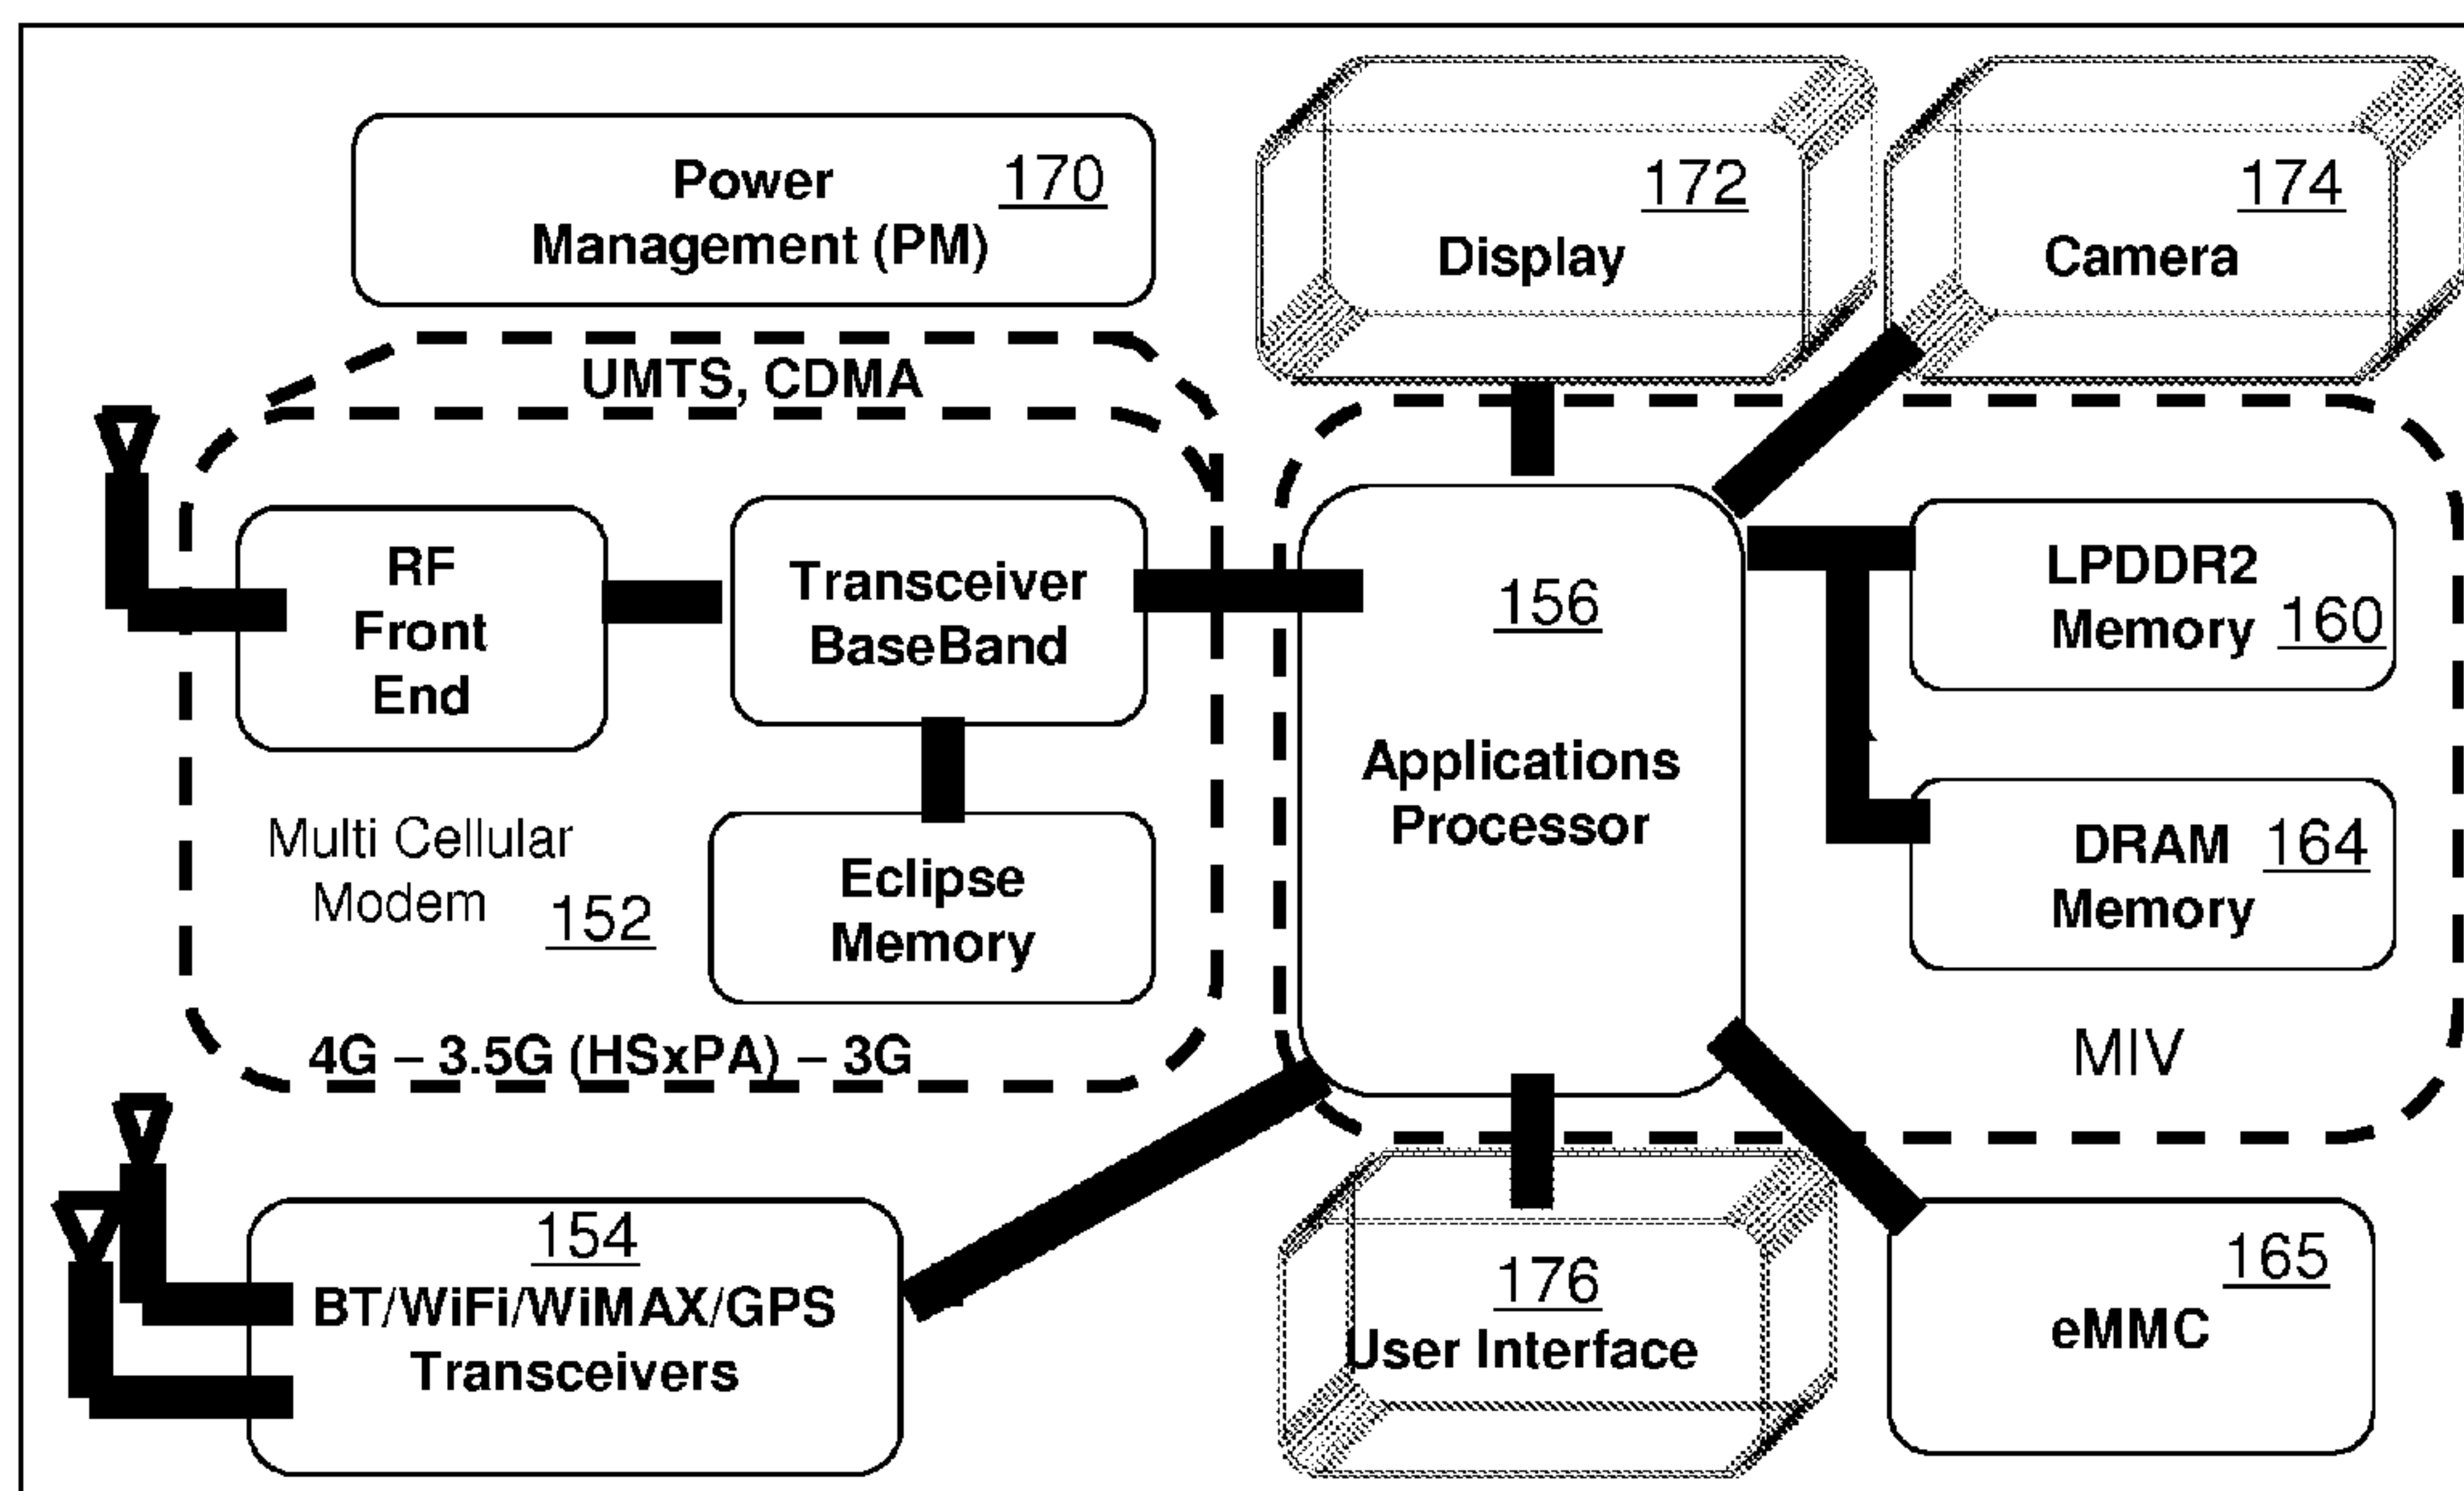 Power 170
Management (PM)
172
Display
174
Camera
UMTS, CDMA
RF
Front
End
Transceiver
BaseBand
Multi Cellular
Modem 152
Eclipse
Memory
4G – 3.5G (HSxPA) – 3G
156
Applications
Processor
LPDDR2
Memory 160
DRAM 164
Memory
MIV
154
BT/WiFi/WiMAX/GPS
Transceivers
176
User Interface
165
eMMC